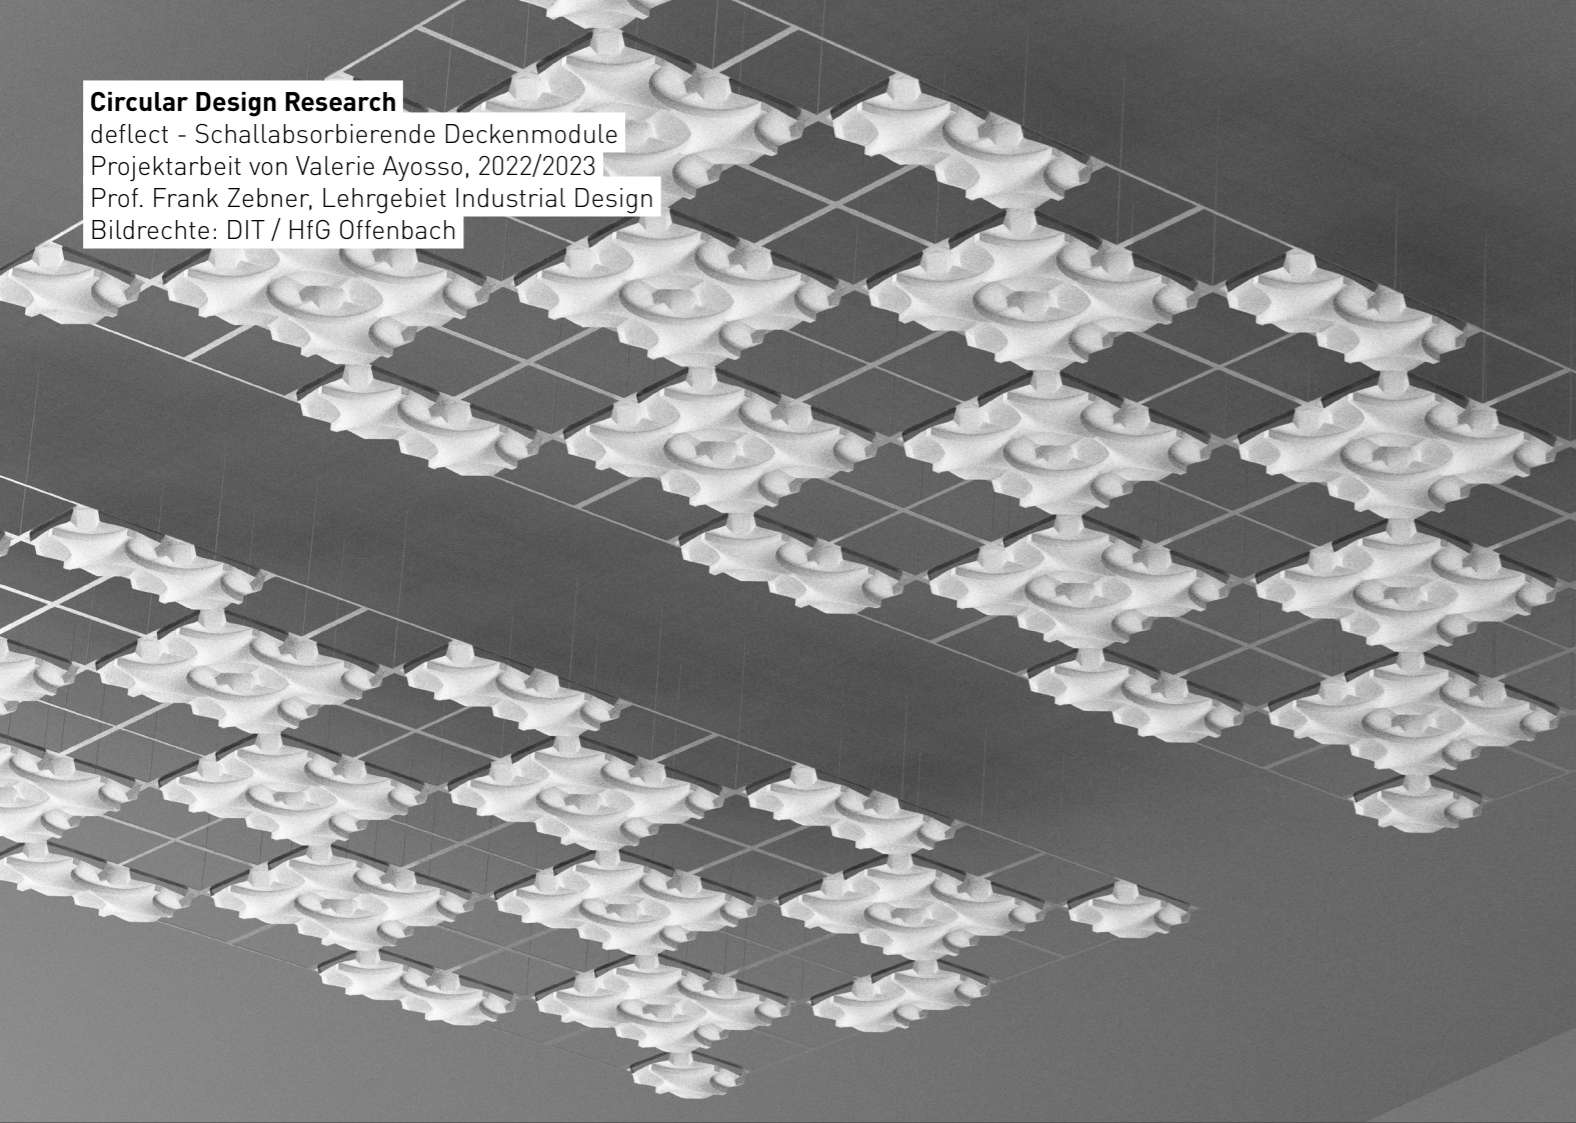 Circular Design Research
deflect - Schallabsorbierende Deckenmodule
Projektarbeit von Valerie Ayosso, 2022/2023
Prof. Frank Zebner, Lehrgebiet Industrial Design
Bildrechte: DIT / HfG Offenbach